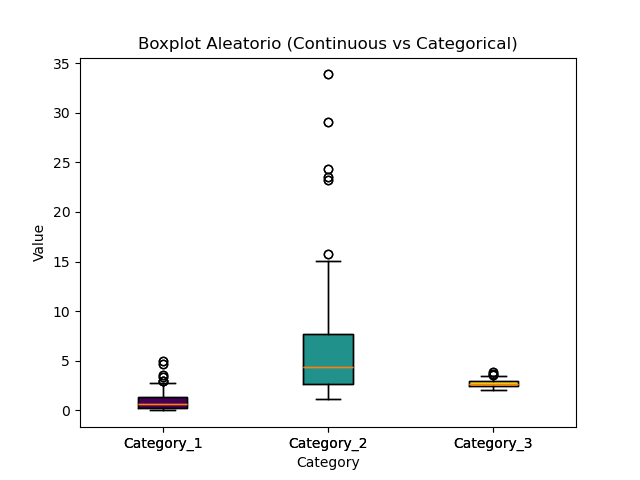 Boxplot Aleatorio (Continuous vs Categorical)
35
30
25
20
15
10
5
0
Value
Category_1
Category_2
Category_3
Category